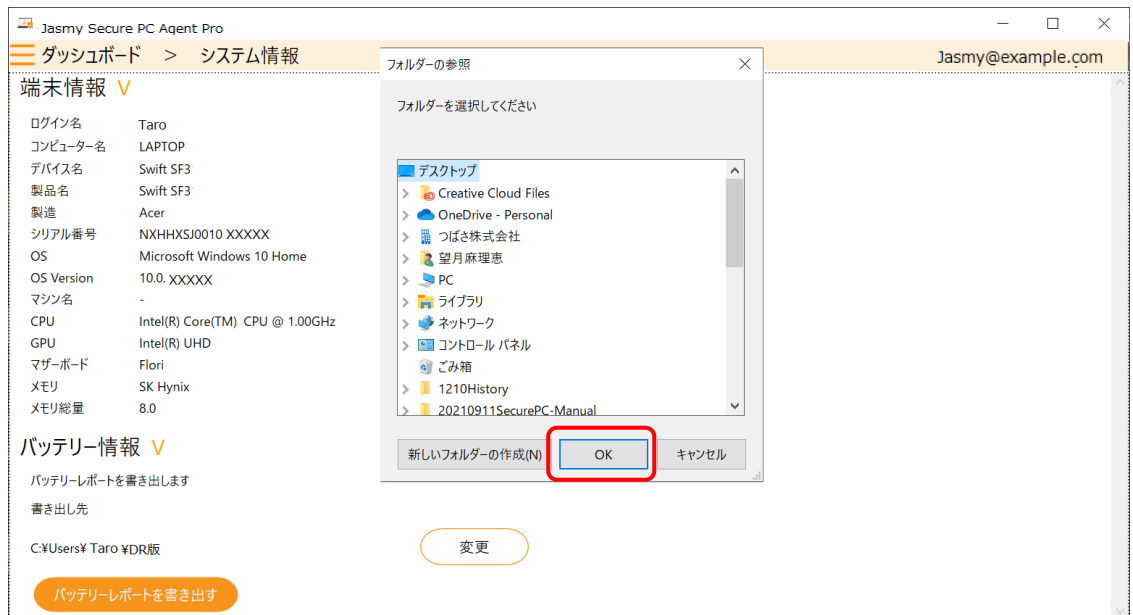 Jasmy Secure PC Agent Pro
ダッシュボード > システム情報
Jasmy@example.com
端末情報 V
ログイン名 Taro
コンピューター名 LAPTOP
デバイス名 Swift SF3
製品名 Swift SF3
製造 Acer
シリアル番号 NXHHXSJ0010 XXXXX
OS Microsoft Windows 10 Home
OS Version 10.0. XXXXX
マシン名 -
CPU Intel(R) Core(TM) CPU @ 1.00GHz
GPU Intel(R) UHD
マザーボード Flori
メモリ SK Hynix
メモリ総量 8.0
バッテリー情報 V
バッテリーレポートを書き出します
書き出し先
C:¥Users¥ Taro ¥DR版
変更
バッテリーレポートを書き出す
フォルダーの参照
フォルダーを選択してください
デスクトップ
Creative Cloud Files
OneDrive - Personal
つばさ株式会社
望月麻理恵
PC
ライブラリ
ネットワーク
コントロール パネル
ごみ箱
1210History
20210911SecurePC-Manual
新しいフォルダーの作成(N)
OK
キャンセル